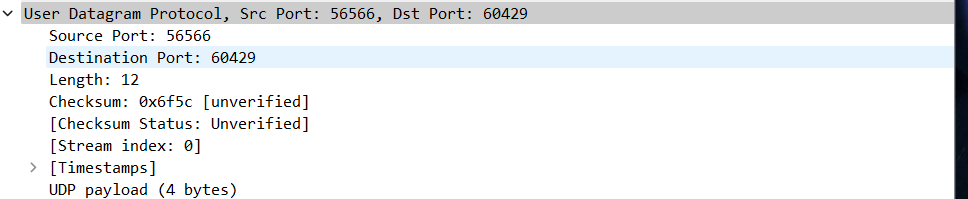 User Datagram Protocol, Src Port: 56566, Dst Port: 60429
Source Port: 56566
Destination Port: 60429
Length: 12
Checksum: 0x6f5c [unverified]
[Checksum Status: Unverified]
[Stream index: 0]
[Timestamps]
UDP payload (4 bytes)